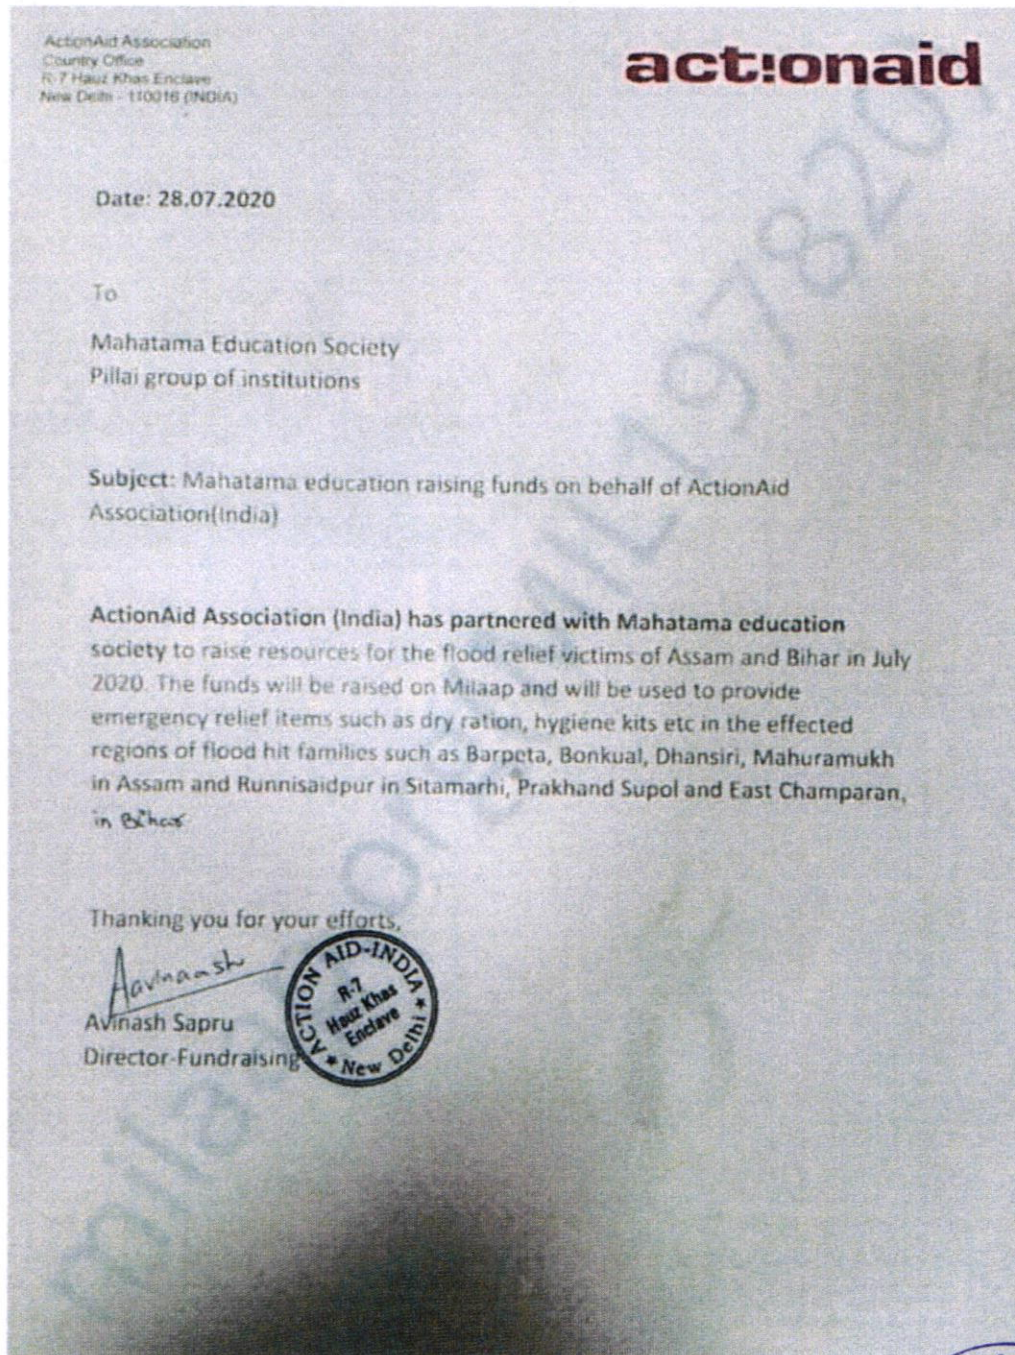 ActionAid Association
Country Office
R-7 Hauz Khas Enclave
New Delhi - 110016 (INDIA)
act:onaid
Date: 28.07.2020
To
Mahatama Education Society
Pillai group of institutions
Subject: Mahatama education raising funds on behalf of ActionAid
Association(India)
ActionAid Association (India) has partnered with Mahatama education
society to raise resources for the flood relief victims of Assam and Bihar in July
2020. The funds will be raised on Milaap and will be used to provide
emergency relief items such as dry ration, hygiene kits etc in the effected
regions of flood hit families such as Barpeta, Bonkual, Dhansiri, Mahuramukh
in Assam and Runnisaidpur in Sitamarhi, Prakhand Supol and East Champaran,
in Bihar
Thanking you for your efforts,
Aavinaash
Avinash Sapru
Director-Fundraising
ACTION AID-INDIA
R-7
Hauz Khas
Enclave
* New Delhi *
milaap.org/MIL197820